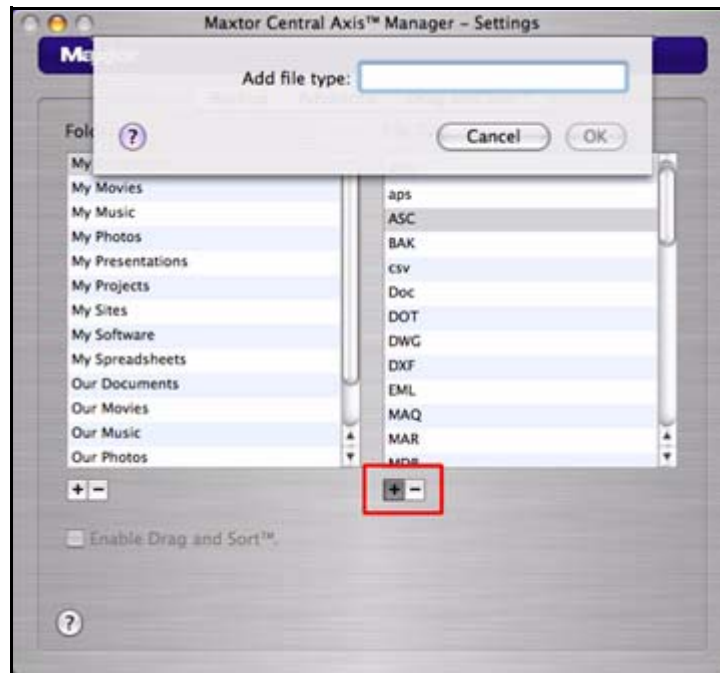 Maxtor Central Axis™ Manager – Settings
Add file type:
?
Cancel
OK
My
My Movies
My Music
My Photos
My Presentations
My Projects
My Sites
My Software
My Spreadsheets
Our Documents
Our Movies
Our Music
Our Photos
aps
ASC
BAK
csv
Doc
DOT
DWG
DXF
EML
MAQ
MAR
MDB
+ −
+ −
Enable Drag and Sort™.
?